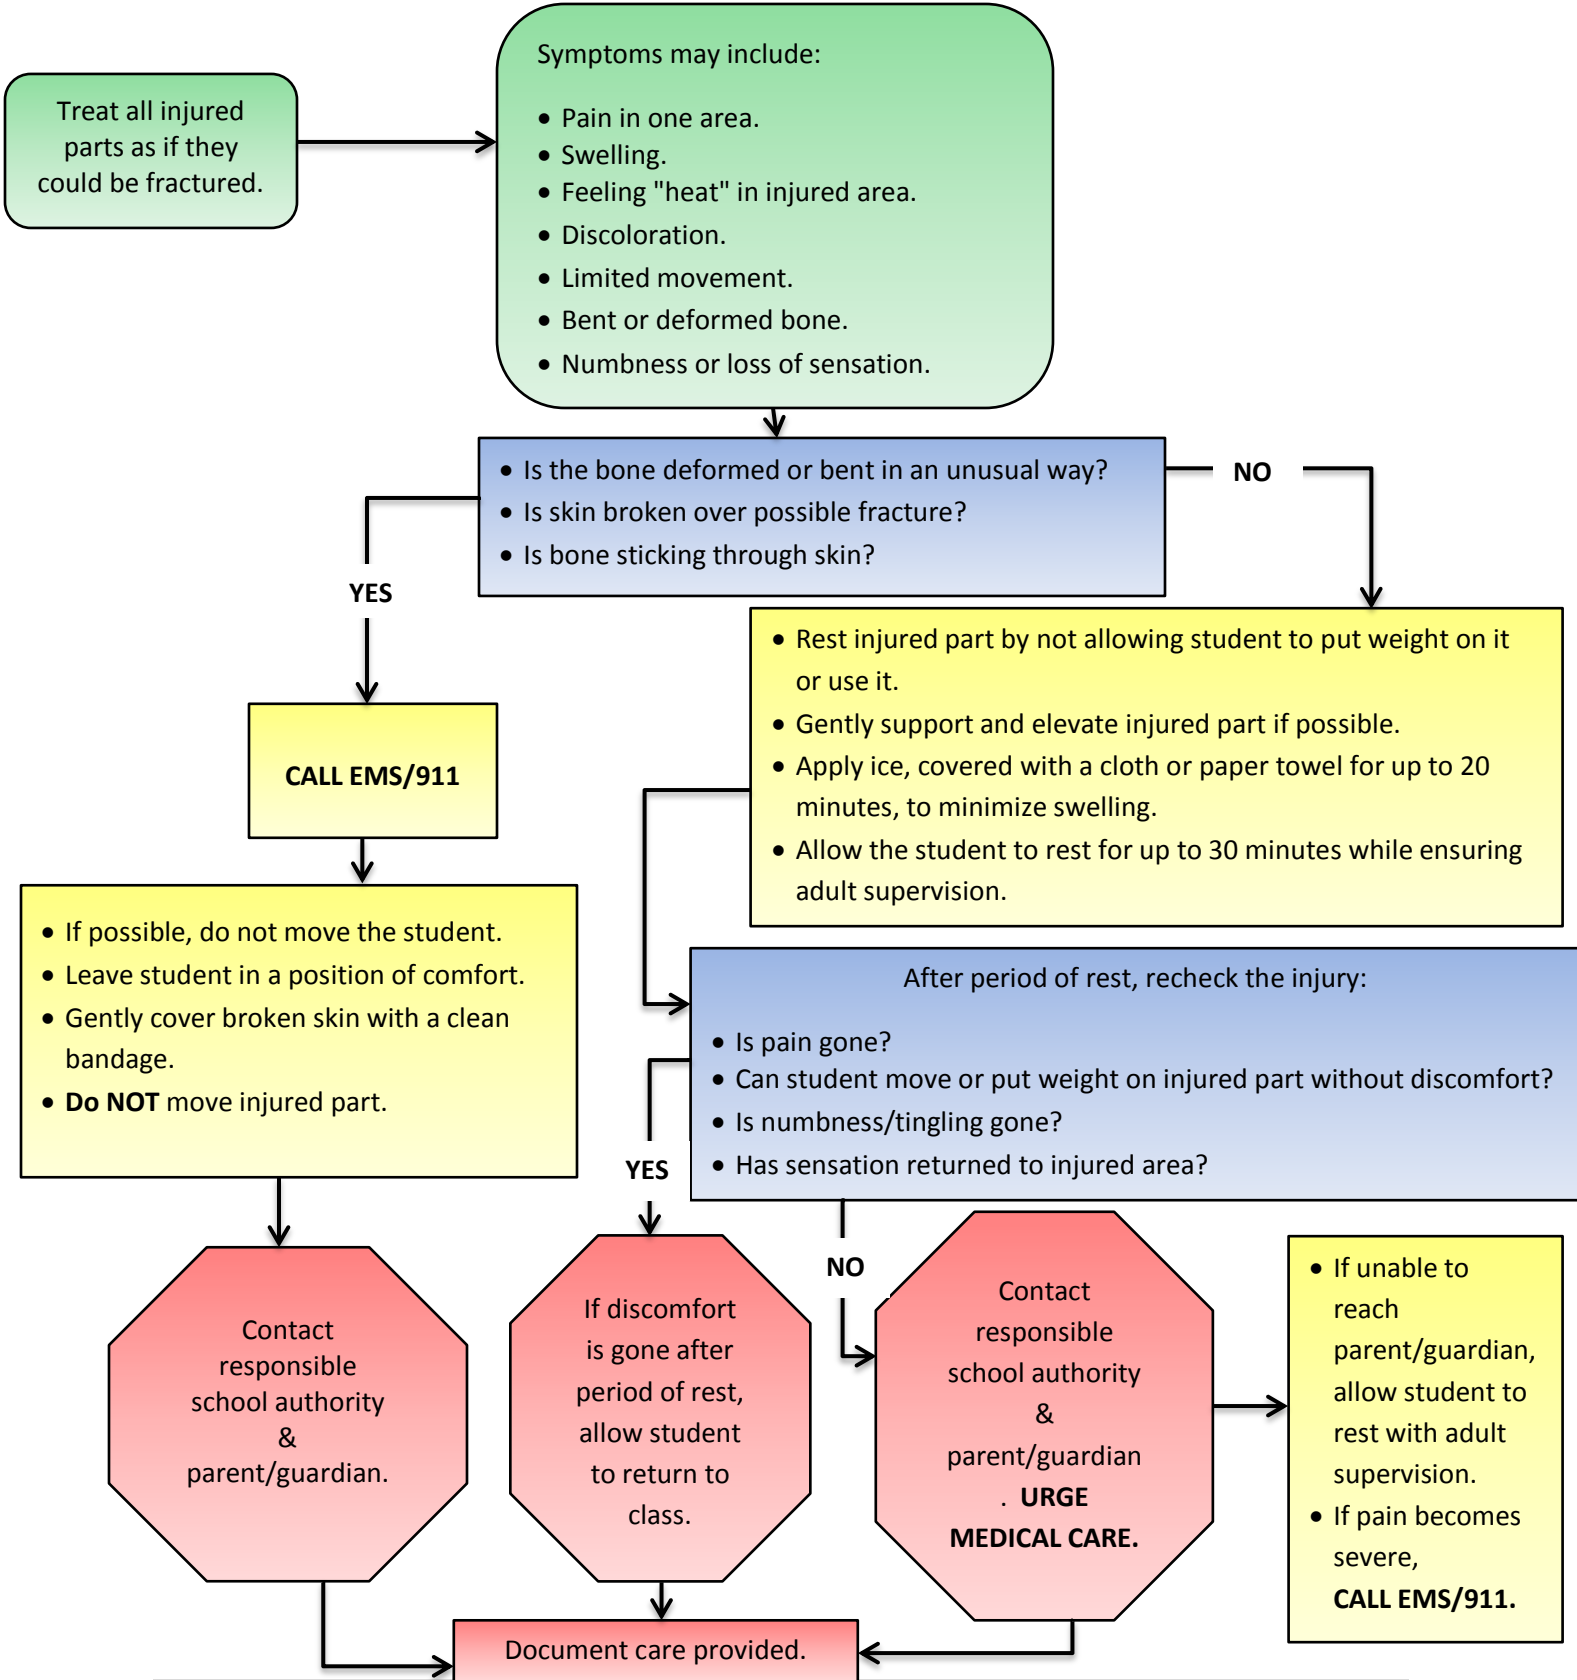 Treat all injured
parts as if they
could be fractured.
Symptoms may include:
• Pain in one area.
• Swelling.
• Feeling "heat" in injured area.
• Discoloration.
• Limited movement.
• Bent or deformed bone.
• Numbness or loss of sensation.
• Is the bone deformed or bent in an unusual way?
• Is skin broken over possible fracture?
• Is bone sticking through skin?
NO
YES
• Rest injured part by not allowing student to put weight on it
or use it.
• Gently support and elevate injured part if possible.
• Apply ice, covered with a cloth or paper towel for up to 20
minutes, to minimize swelling.
• Allow the student to rest for up to 30 minutes while ensuring
adult supervision.
CALL EMS/911
• If possible, do not move the student.
• Leave student in a position of comfort.
• Gently cover broken skin with a clean
bandage.
• Do NOT move injured part.
After period of rest, recheck the injury:
• Is pain gone?
• Can student move or put weight on injured part without discomfort?
• Is numbness/tingling gone?
• Has sensation returned to injured area?
YES
NO
Contact
responsible
school authority
&
parent/guardian.
If discomfort
is gone after
period of rest,
allow student
to return to
class.
Contact
responsible
school authority
&
parent/guardian
. URGE
MEDICAL CARE.
• If unable to
reach
parent/guardian,
allow student to
rest with adult
supervision.
• If pain becomes
severe,
CALL EMS/911.
Document care provided.